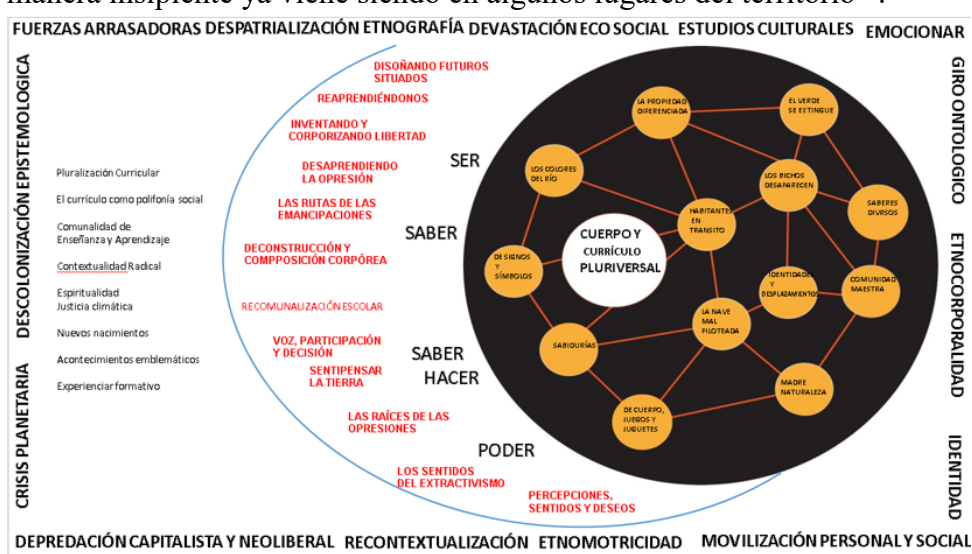 manera insipiente ya viene siendo en algunos lugares del territorio
FUERZAS ARRASADORAS DESPATRIALIZACIÓN ETNOGRAFÍA DEVASTACIÓN ECO SOCIAL ESTUDIOS CULTURALES EMOCIONAR
DESCOLONIZACIÓN EPISTEMOLOGICA
CRISIS PLANETARIA
Pluralización Curricular
El currículo como polifonía social
Comunalidad de
Enseñanza y Aprendizaje
Contextualidad Radical
Espiritualidad
Justicia climática
Nuevos nacimientos
Acontecimientos emblemáticos
Experienciar formativo
DISOÑANDO FUTUROS
SITUADOS
REAPRENDIÉNDONOS
INVENTANDO Y
CORPORIZANDO LIBERTAD
DESAPRENDIENDO
LA OPRESIÓN
LAS RUTAS DE LAS
EMANCIPACIONES
DECONSTRUCCIÓN Y
COMPPOSICIÓN CORPÓREA
RECOMUNALIZACIÓN ESCOLAR
VOZ, PARTICIPACIÓN
Y DECISIÓN
SENTIPENSAR
LA TIERRA
LAS RAÍCES DE LAS
OPRESIONES
LOS SENTIDOS
DEL EXTRACTIVISMO
PERCEPCIONES,
SENTIDOS Y DESEOS
SER
SABER
SABER
HACER
PODER
LA PROPIEDAD
DIFERENCIADA
EL VERDE
SE EXTINGUE
LOS COLORES
DEL RÍO
LOS BICHOS
DESAPARECEN
SABERES
DIVRSOS
HABITANTES
EN
TRANSITO
CUERPO Y
CURRÍCULO
PLURIVERSAL
DE SIGNOS
Y
SÍMBOLOS
IDENTIDADES
Y
DESPLAZAMIENTOS
COMUNIDAD
MAESTRA
LA NAVE
MAL
PILOTEADA
SABIDURÍAS
MADRE
NATURALEZA
DE CUERPO,
JUEGOS Y
JUGUETES
GIRO ONTOLOGICO
ETNOCORPORALIDAD
IDENTIDAD
DEPREDACIÓN CAPITALISTA Y NEOLIBERAL RECONTEXTUALIZACIÓN ETNOMOTRICIDAD MOVILIZACIÓN PERSONAL Y SOCIAL